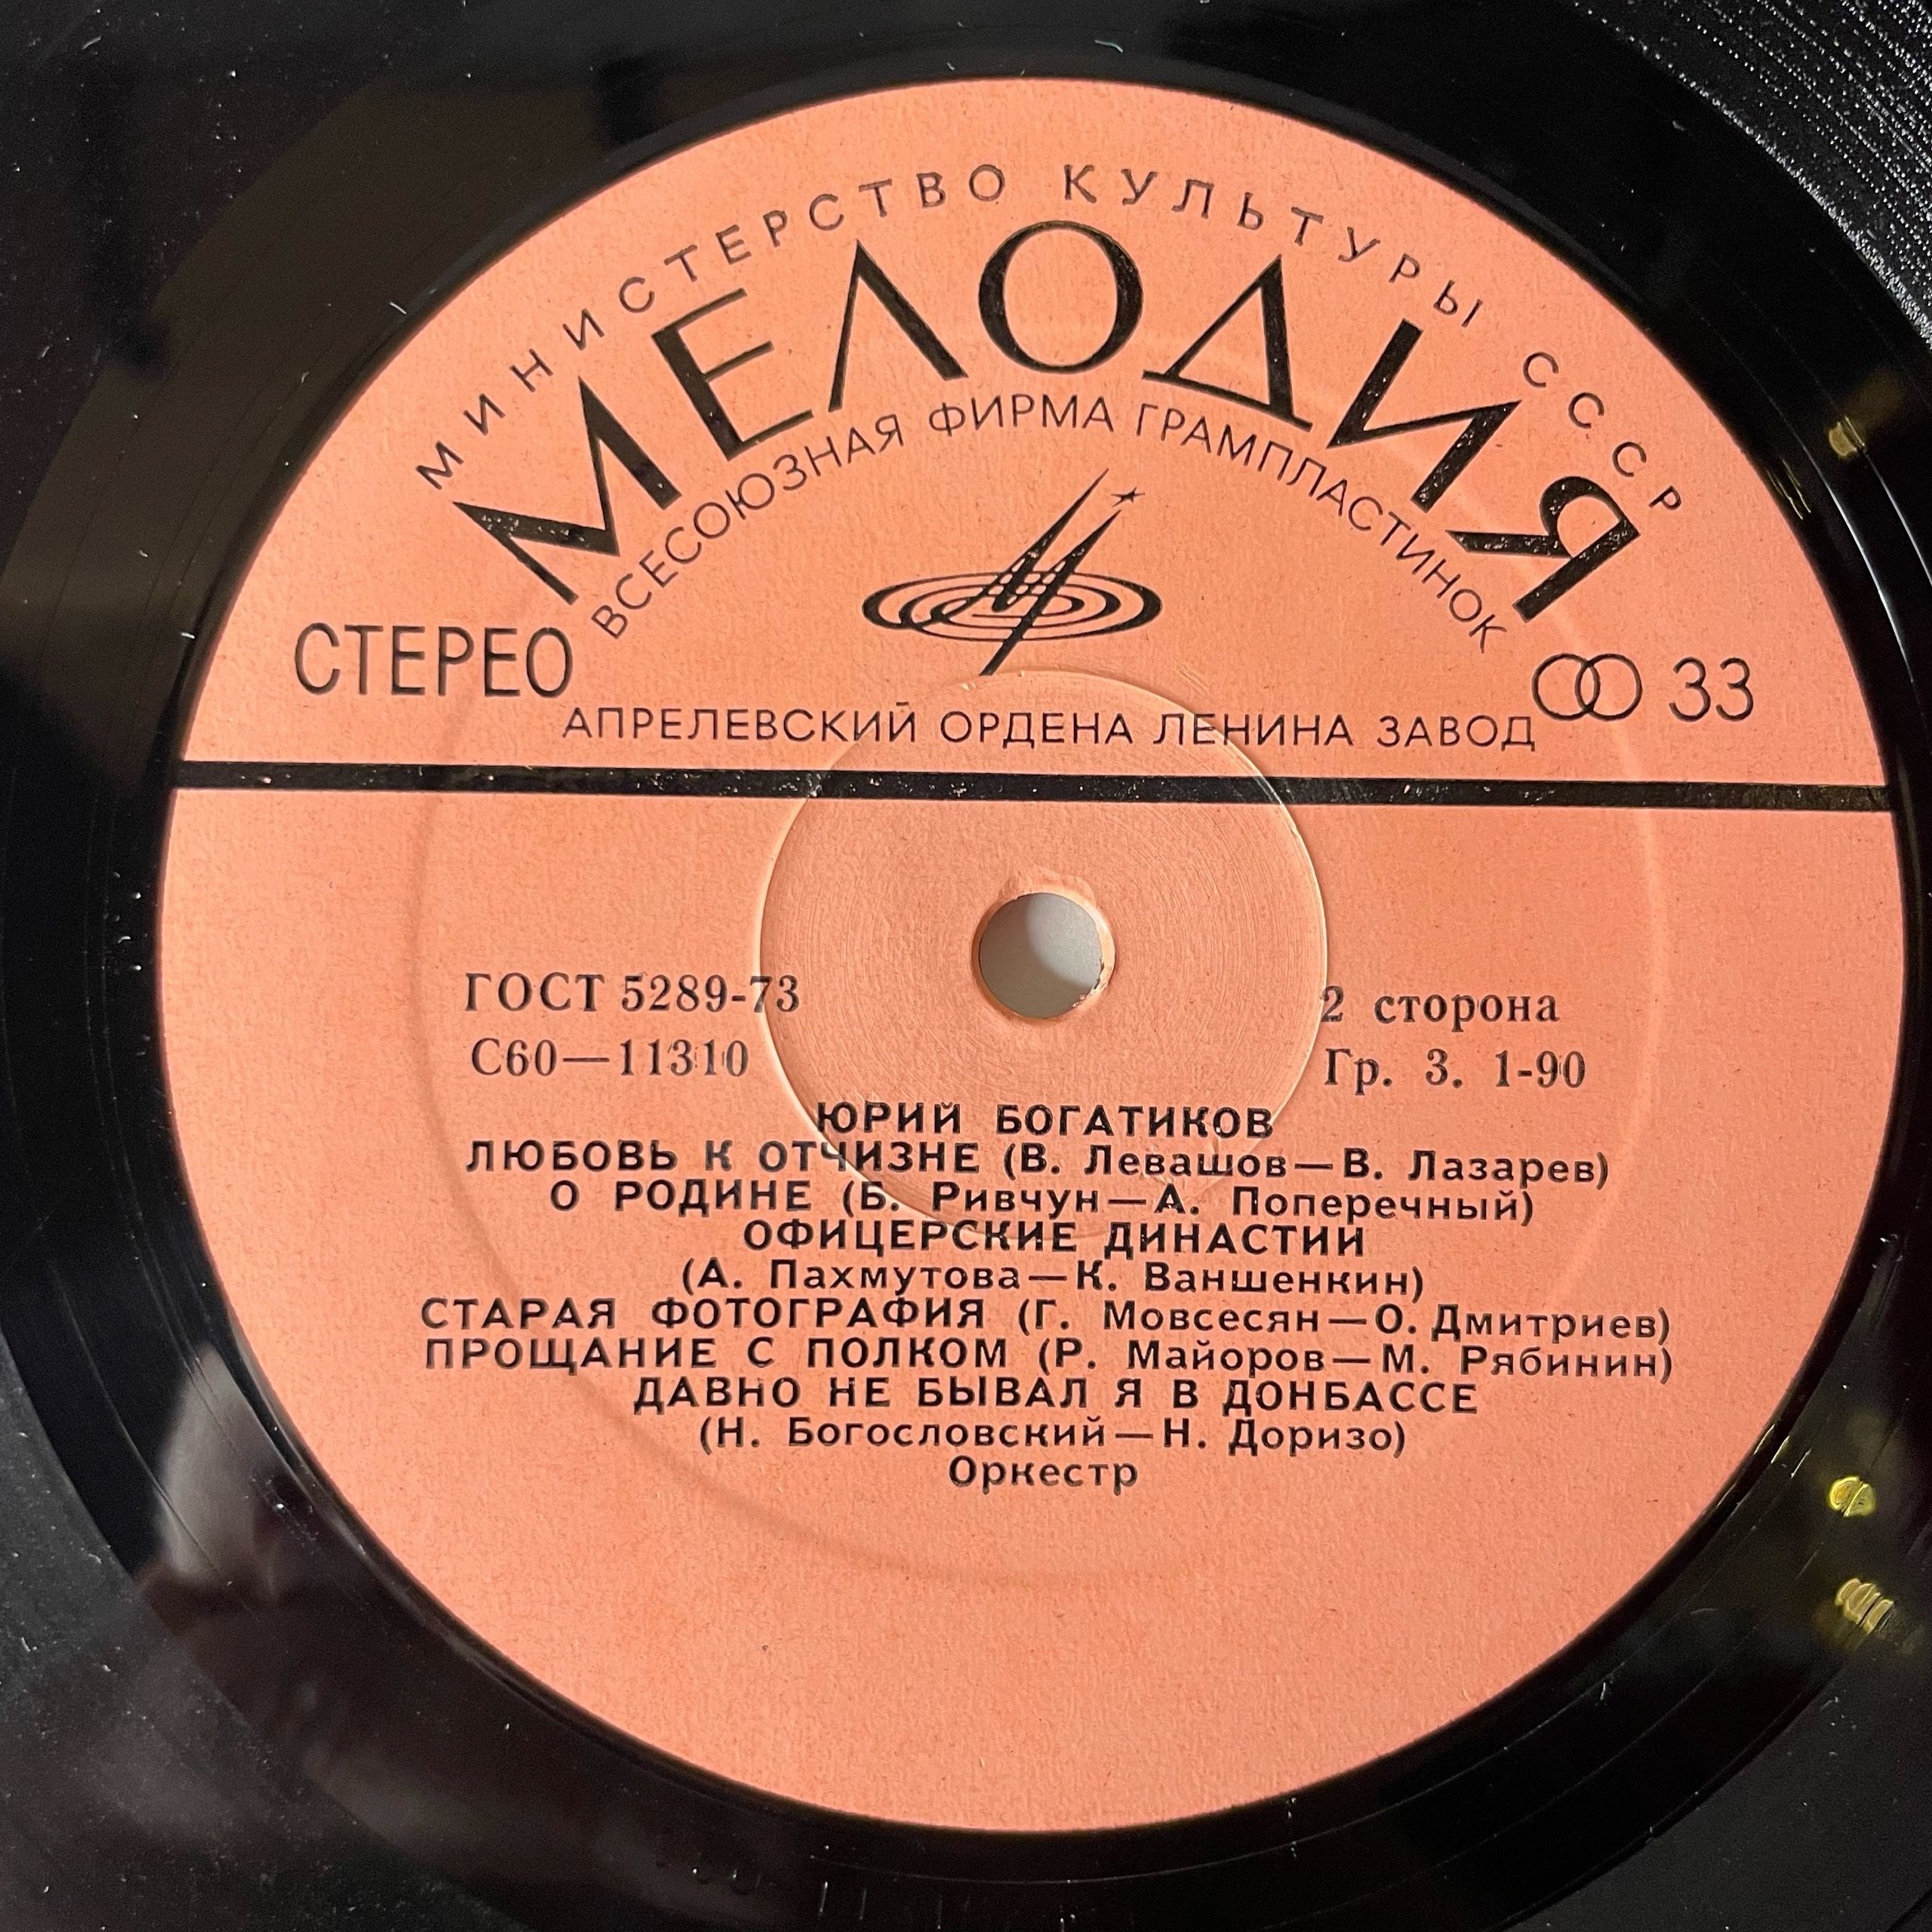 МИНИСТЕРСТВО КУЛЬТУРЫ СССР
МЕЛОДИЯ
ВСЕСОЮЗНАЯ ФИРМА ГРАМПЛАСТИНОК
СТЕРЕО
33
АПРЕЛЕВСКИЙ ОРДЕНА ЛЕНИНА ЗАВОД
ГОСТ 5289-73
2 сторона
С60—11310
Гр. 3. 1-90
ЮРИЙ БОГАТИКОВ
ЛЮБОВЬ К ОТЧИЗНЕ (В. Левашов—В. Лазарев)
О РОДИНЕ (Б. Ривчун—А. Поперечный)
ОФИЦЕРСКИЕ ДИНАСТИИ
(А. Пахмутова—К. Ваншенкин)
СТАРАЯ ФОТОГРАФИЯ (Г. Мовсесян—О. Дмитриев)
ПРОЩАНИЕ С ПОЛКОМ (Р. Майоров—М. Рябинин)
ДАВНО НЕ БЫВАЛ Я В ДОНБАССЕ
(Н. Богословский—Н. Доризо)
Оркестр